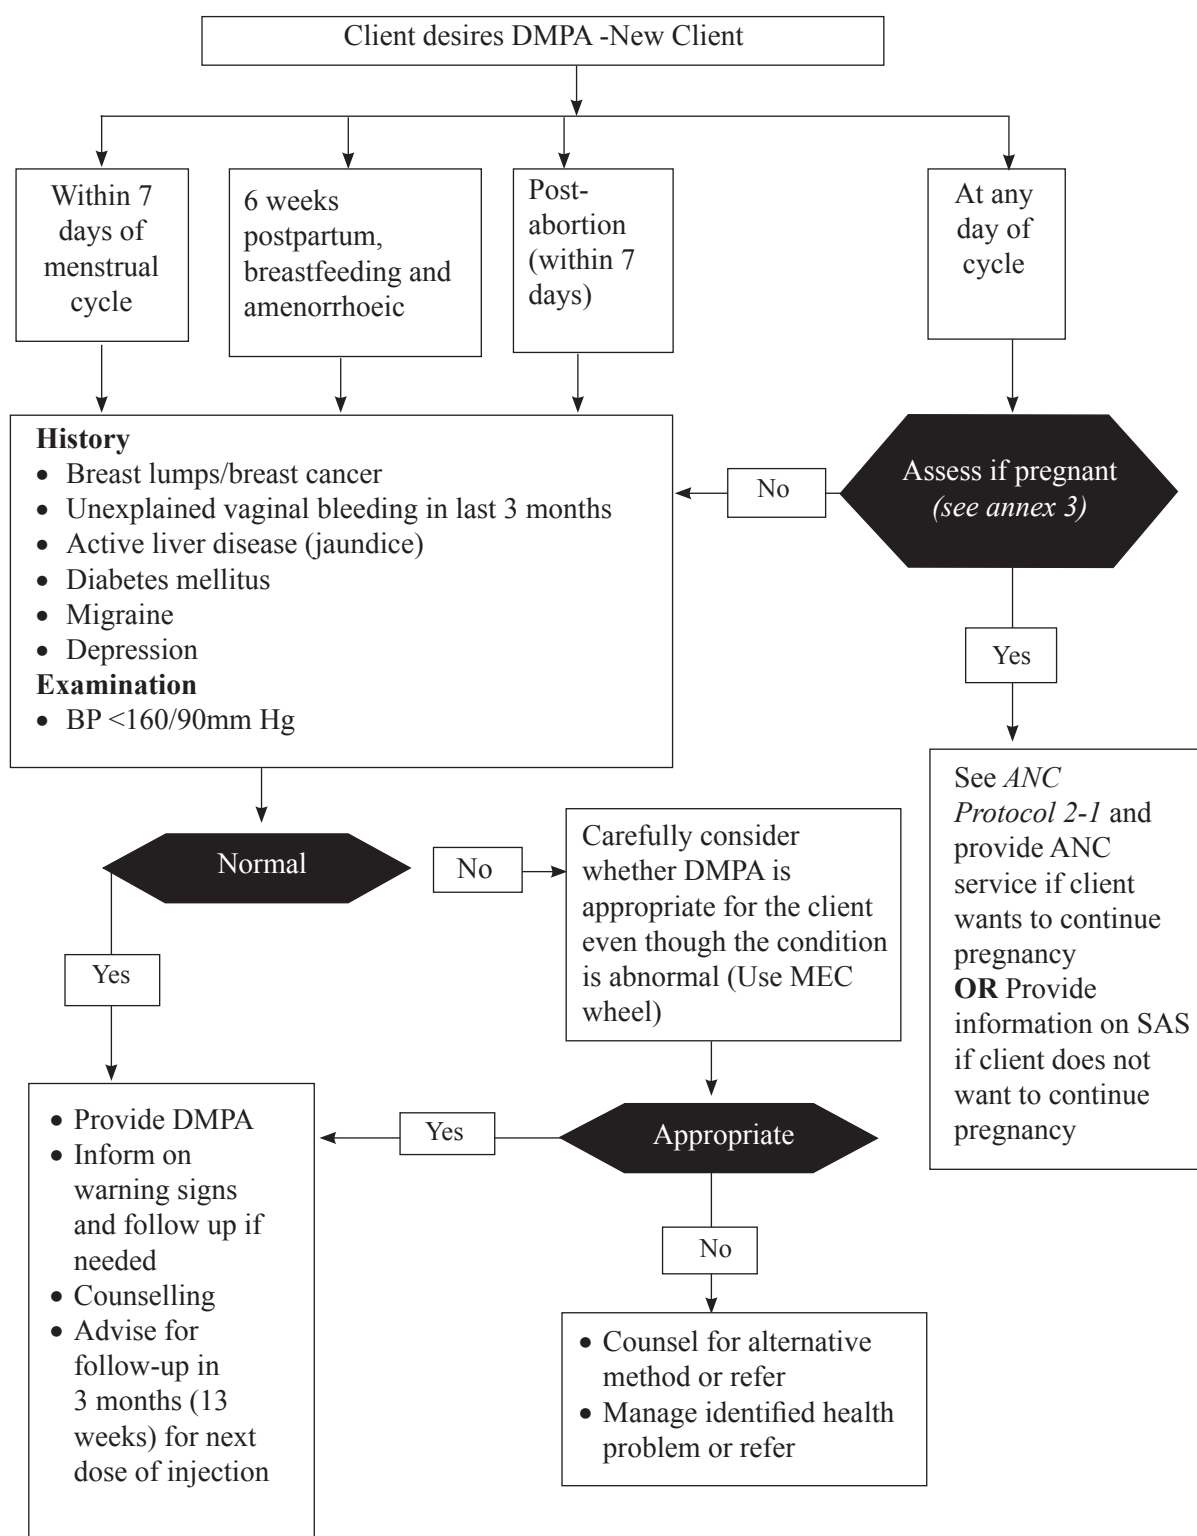 Client desires DMPA -New Client
Within 7
days of
menstrual
cycle
6 weeks
postpartum,
breastfeeding and
amenorrhoeic
Post-
abortion
(within 7
days)
At any
day of
cycle
History
• Breast lumps/breast cancer
• Unexplained vaginal bleeding in last 3 months
• Active liver disease (jaundice)
• Diabetes mellitus
• Migraine
• Depression
Examination
• BP <160/90mm Hg
No
Assess if pregnant
(see annex 3)
Yes
See ANC
Protocol 2-1 and
provide ANC
service if client
wants to continue
pregnancy
OR Provide
information on SAS
if client does not
want to continue
pregnancy
Normal
No
Carefully consider
whether DMPA is
appropriate for the client
even though the condition
is abnormal (Use MEC
wheel)
Yes
• Provide DMPA
• Inform on
warning signs
and follow up if
needed
• Counselling
• Advise for
follow-up in
3 months (13
weeks) for next
dose of injection
Yes
Appropriate
No
• Counsel for alternative
method or refer
• Manage identified health
problem or refer